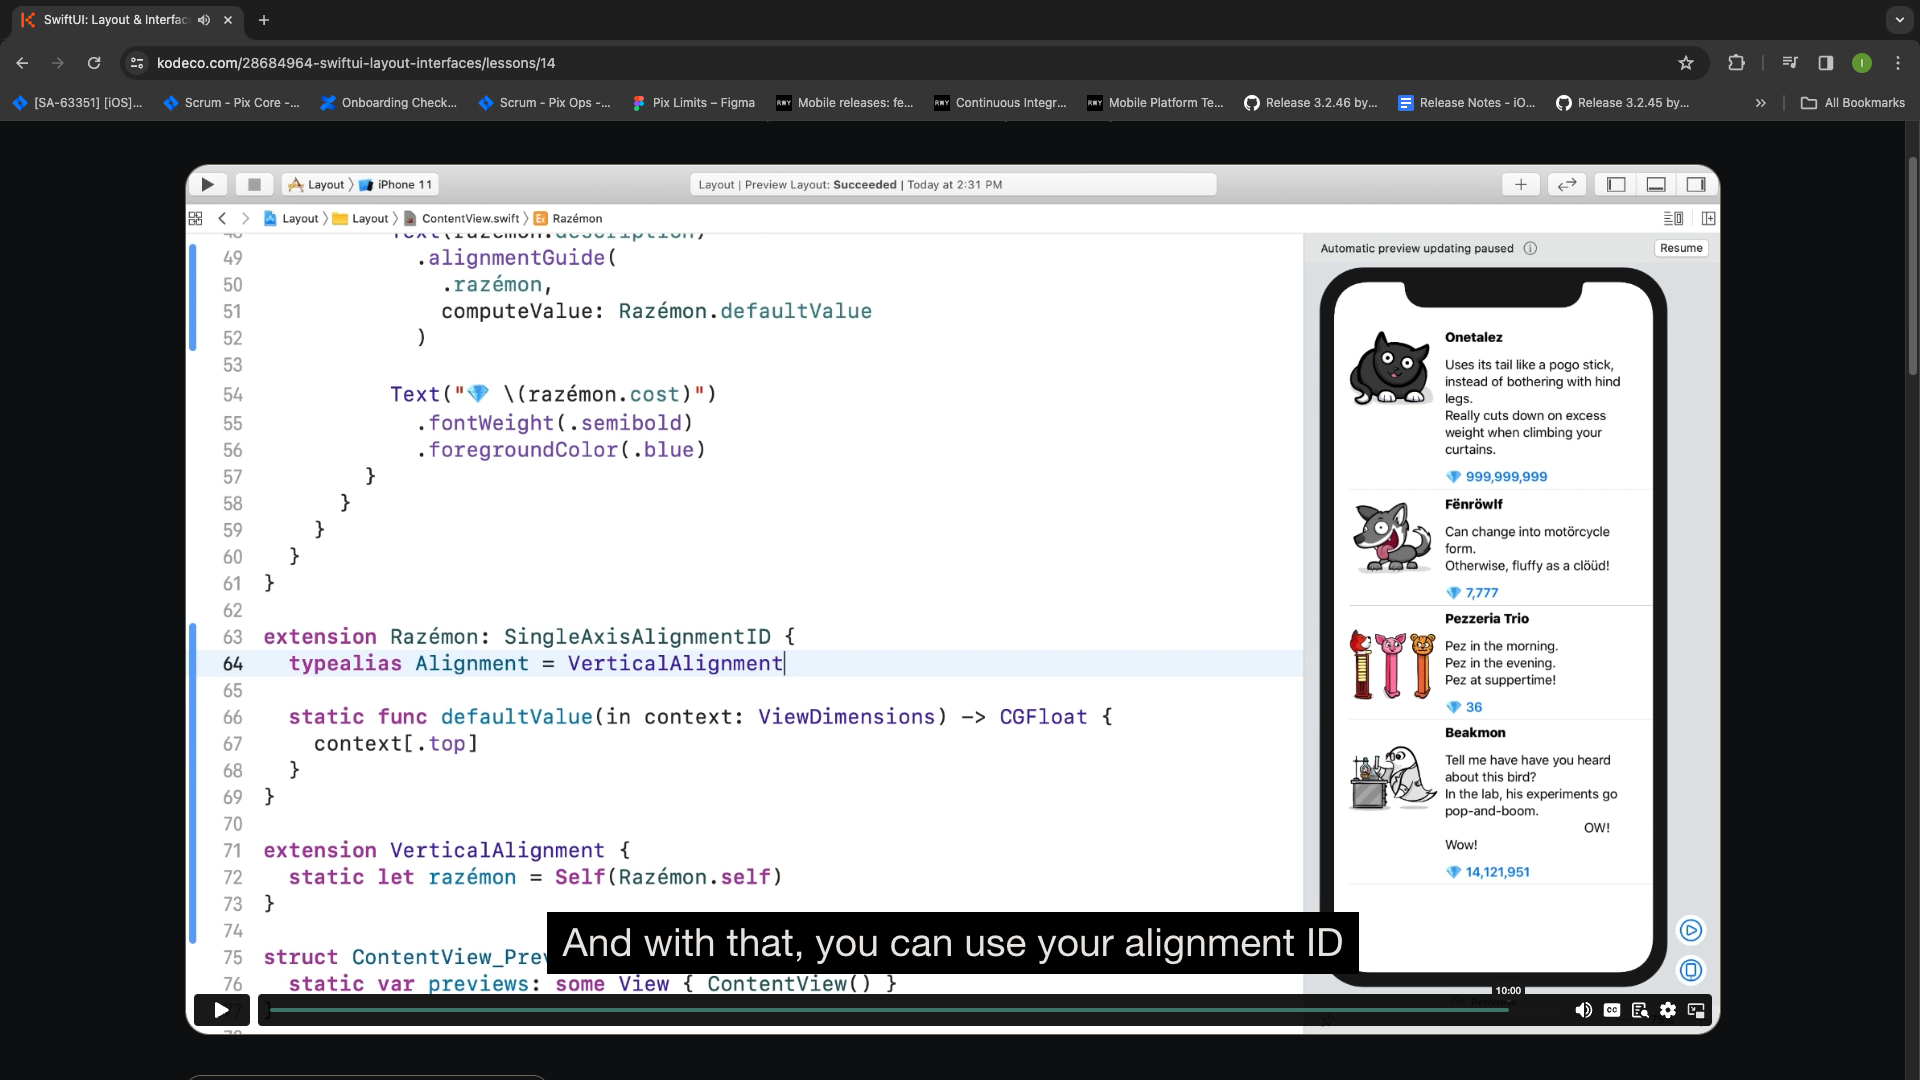 SwiftUI: Layout & Interfac
kodeco.com/28684964-swiftui-layout-interfaces/lessons/14
[SA-63351] [iOS]...
Scrum - Pix Core -...
Onboarding Check...
Scrum - Pix Ops -...
Pix Limits – Figma
Mobile releases: fe...
Continuous Integr...
Mobile Platform Te...
Release 3.2.46 by...
Release Notes - iO...
Release 3.2.45 by...
»
All Bookmarks
Layout
iPhone 11
Layout | Preview Layout: Succeeded | Today at 2:31 PM
Layout
Layout
ContentView.swift
Razémon
48 Text(razémon.description)
49 .alignmentGuide(
50 .razémon,
51 computeValue: Razémon.defaultValue
52 )
53
54 Text("💎 \(razémon.cost)")
55 .fontWeight(.semibold)
56 .foregroundColor(.blue)
57 }
58 }
59 }
60 }
61 }
62
63 extension Razémon: SingleAxisAlignmentID {
64 typealias Alignment = VerticalAlignment
65
66 static func defaultValue(in context: ViewDimensions) -> CGFloat {
67 context[.top]
68 }
69 }
70
71 extension VerticalAlignment {
72 static let razémon = Self(Razémon.self)
73 }
74
75 struct ContentView_Prev
76 static var previews: some View { ContentView() }
And with that, you can use your alignment ID
Automatic preview updating paused
Resume
Onetalez
Uses its tail like a pogo stick,
instead of bothering with hind
legs.
Really cuts down on excess
weight when climbing your
curtains.
💎 999,999,999
Fënröwlf
Can change into motörcycle
form.
Otherwise, fluffy as a clöüd!
💎 7,777
Pezzeria Trio
Pez in the morning.
Pez in the evening.
Pez at suppertime!
💎 36
Beakmon
Tell me have have you heard
about this bird?
In the lab, his experiments go
pop-and-boom.
OW!
Wow!
💎 14,121,951
10:00
CC